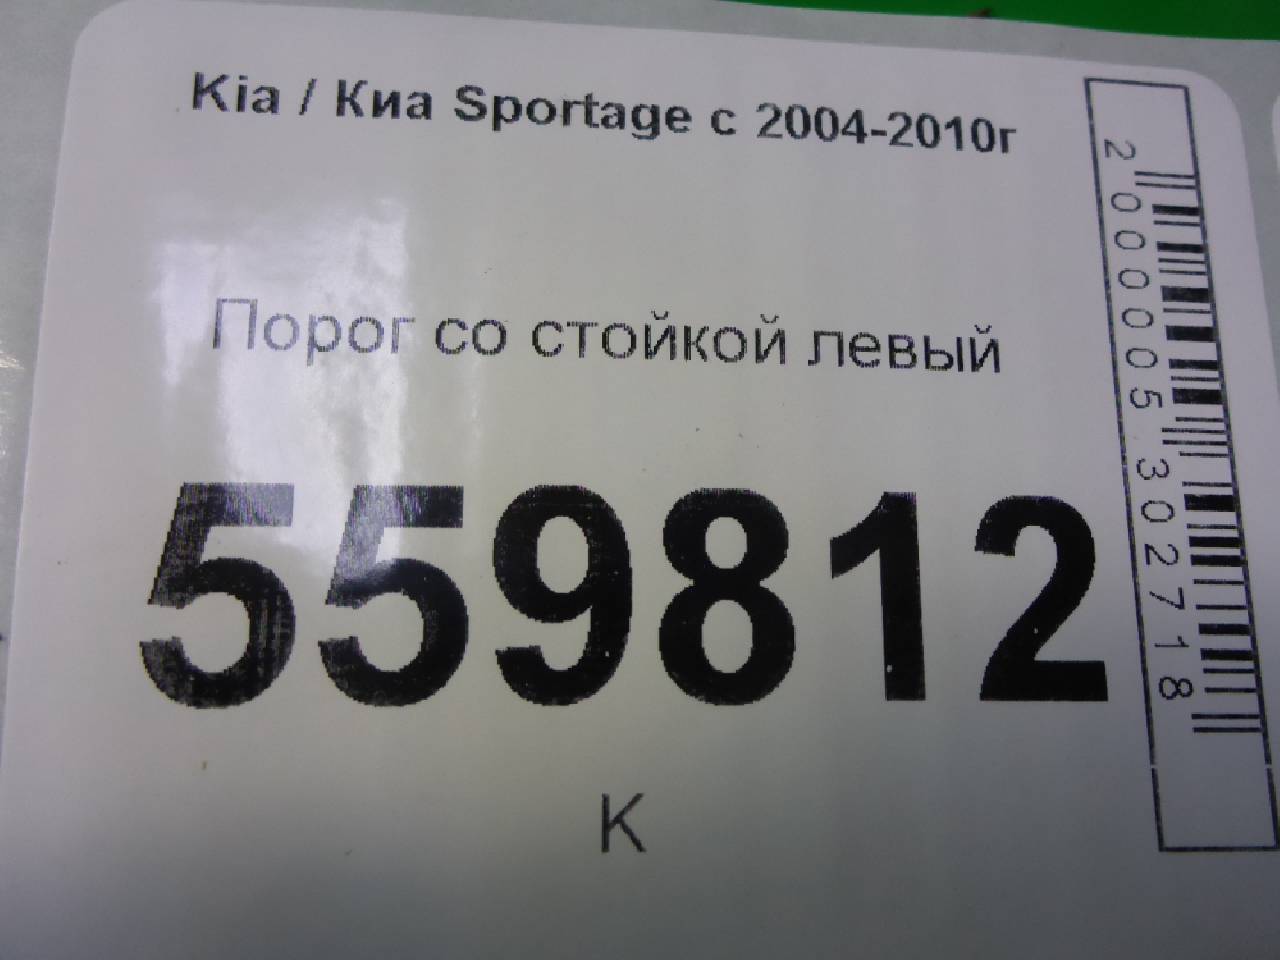 Kia / Киа Sportage с 2004-2010г
Порог со стойкой левый
559812
К
2000005302718